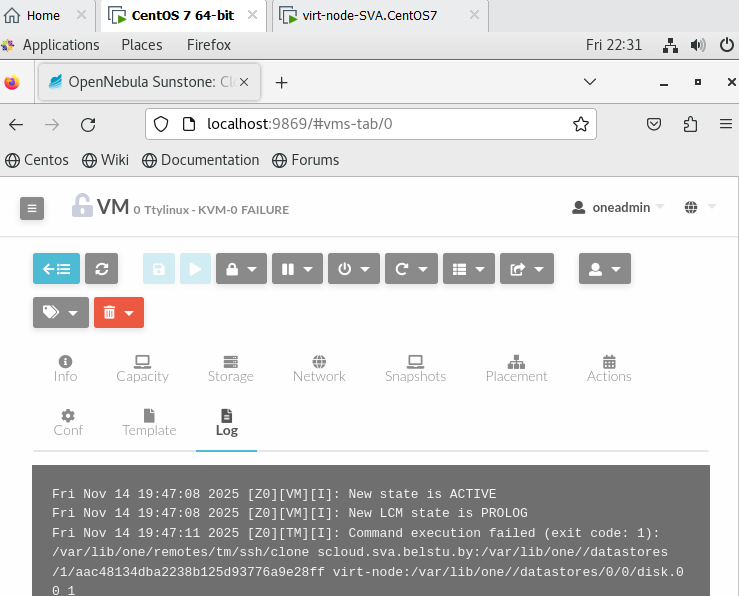 Home
CentOS 7 64-bit
virt-node-SVA.CentOS7
Applications Places Firefox Fri 22:31
OpenNebula Sunstone: Clo
localhost:9869/#vms-tab/0
Centos Wiki Documentation Forums
VM 0 Ttylinux - KVM-0 FAILURE oneadmin
Info Capacity Storage Network Snapshots Placement Actions
Conf Template Log
Fri Nov 14 19:47:08 2025 [Z0][VM][I]: New state is ACTIVE
Fri Nov 14 19:47:08 2025 [Z0][VM][I]: New LCM state is PROLOG
Fri Nov 14 19:47:11 2025 [Z0][TM][I]: Command execution failed (exit code: 1):
/var/lib/one/remotes/tm/ssh/clone scloud.sva.belstu.by:/var/lib/one//datastores
/1/aac48134dba2238b125d93776a9e28ff virt-node:/var/lib/one//datastores/0/0/disk.0
0 1